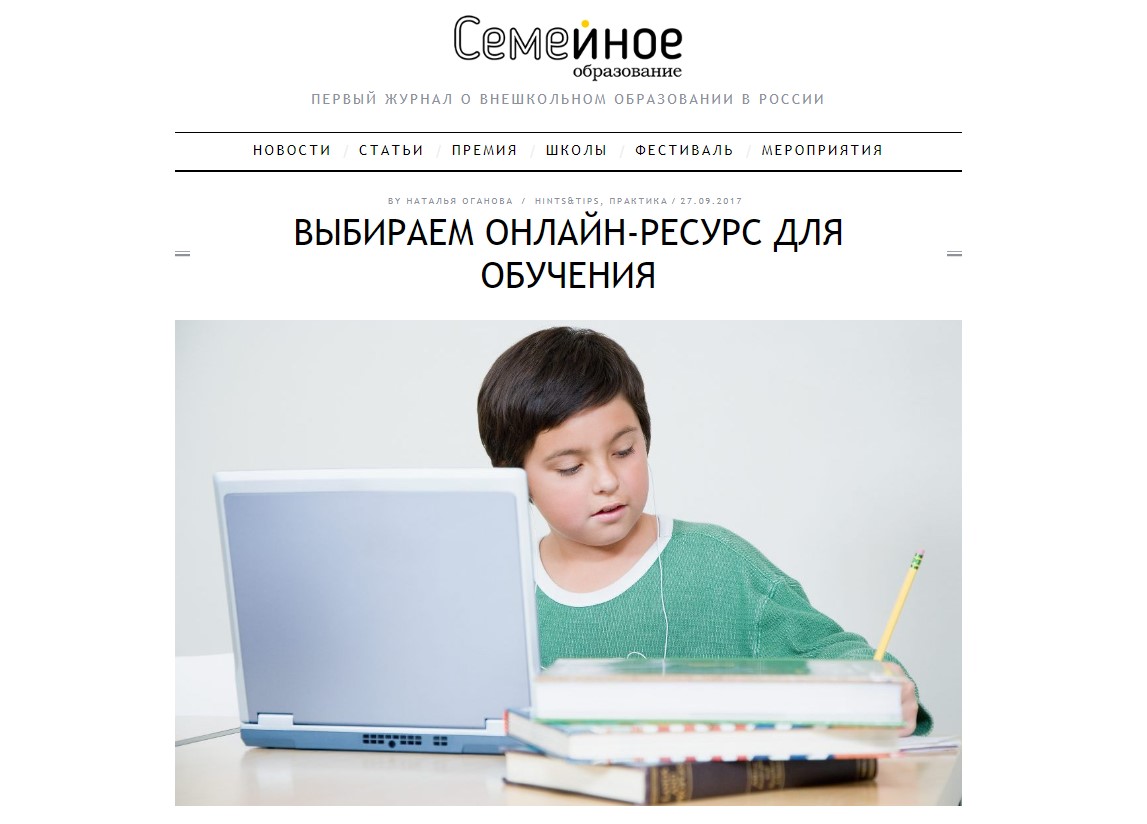 Семейное
образование
ПЕРВЫЙ ЖУРНАЛ О ВНЕШКОЛЬНОМ ОБРАЗОВАНИИ В РОССИИ
НОВОСТИ / СТАТЬИ / ПРЕМИЯ / ШКОЛЫ / ФЕСТИВАЛЬ / МЕРОПРИЯТИЯ
BY НАТАЛЬЯ ОГАНОВА / HINTS&TIPS, ПРАКТИКА / 27.09.2017
ВЫБИРАЕМ ОНЛАЙН-РЕСУРС ДЛЯ
ОБУЧЕНИЯ